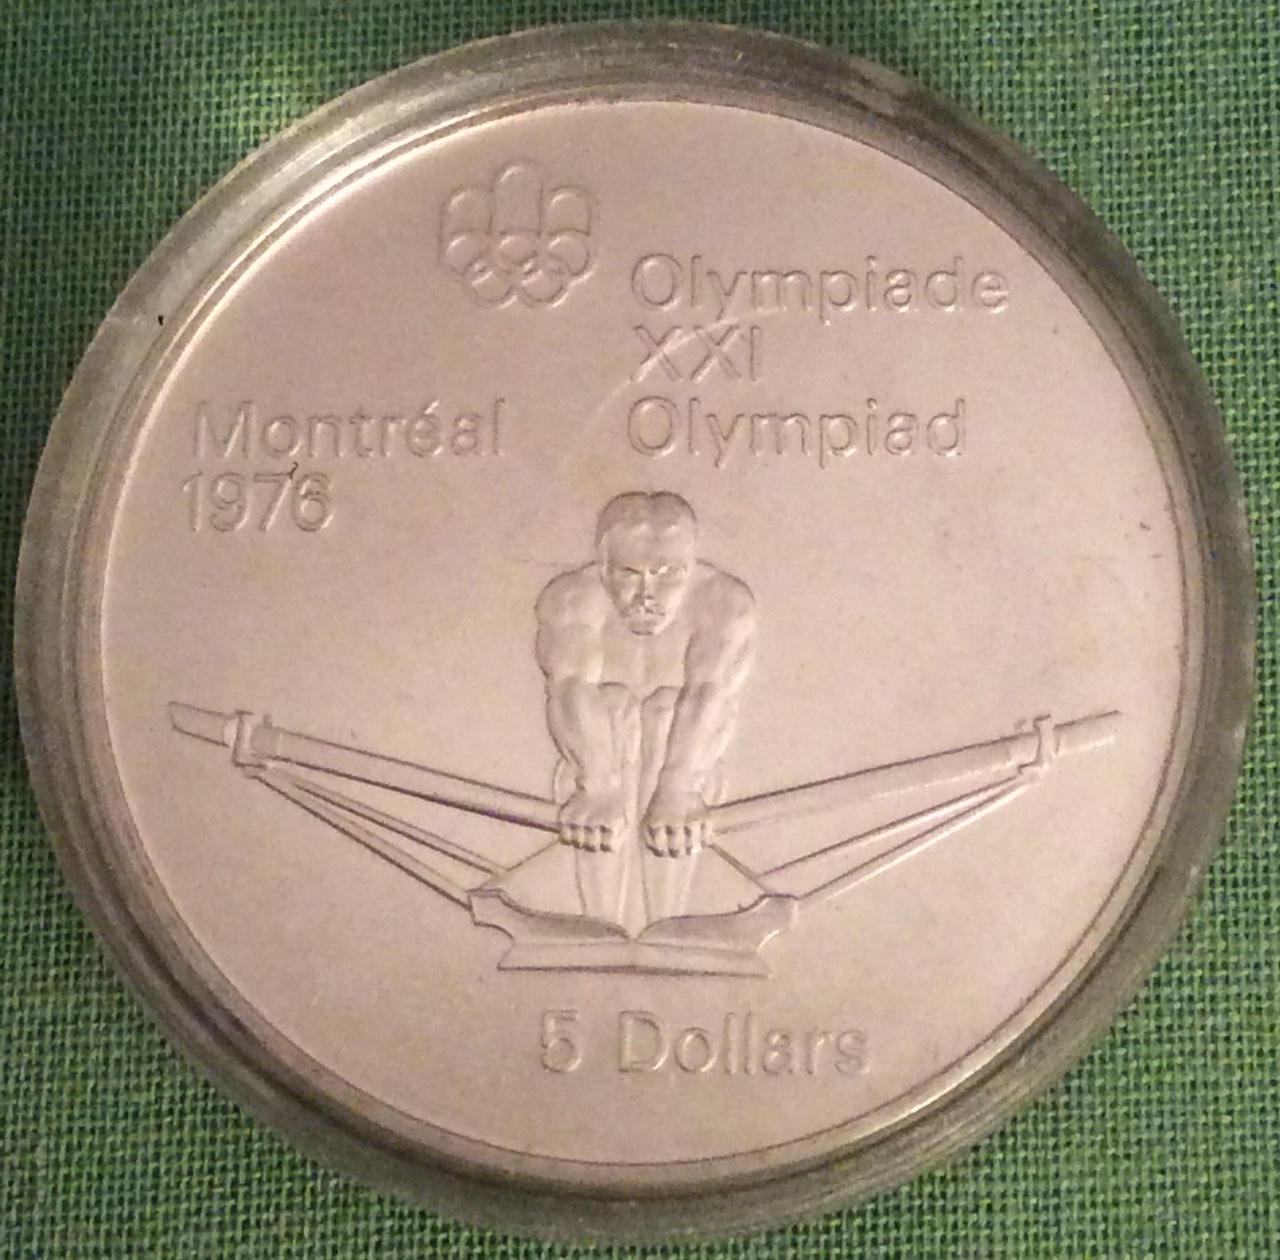 Olympiade
XXI
Olympiad
Montréal
1976
5 Dollars